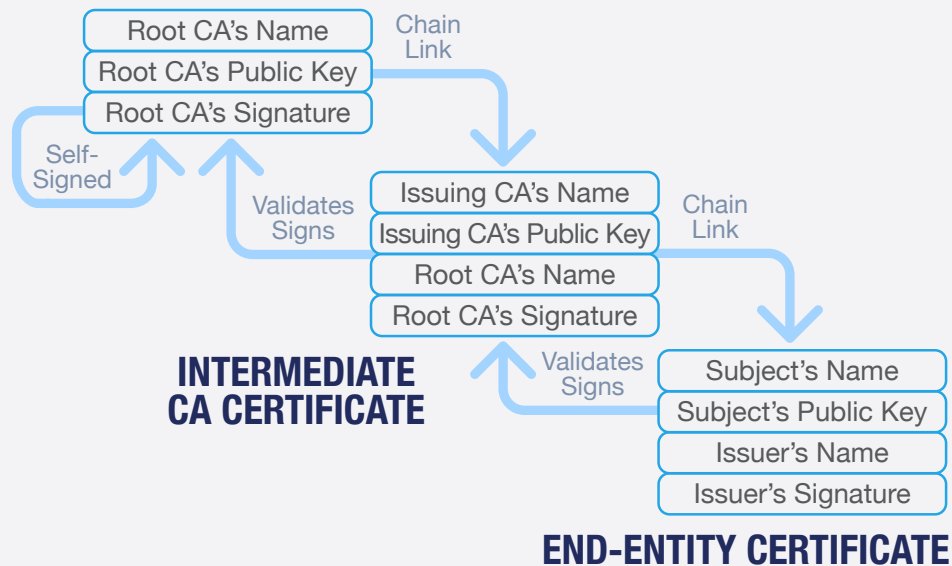 Root CA’s Name
Root CA’s Public Key
Root CA’s Signature
Chain
Link
Self-
Signed
Validates
Signs
Issuing CA’s Name
Issuing CA’s Public Key
Root CA’s Name
Root CA’s Signature
Chain
Link
INTERMEDIATE
CA CERTIFICATE
Validates
Signs
Subject’s Name
Subject’s Public Key
Issuer’s Name
Issuer’s Signature
END-ENTITY CERTIFICATE